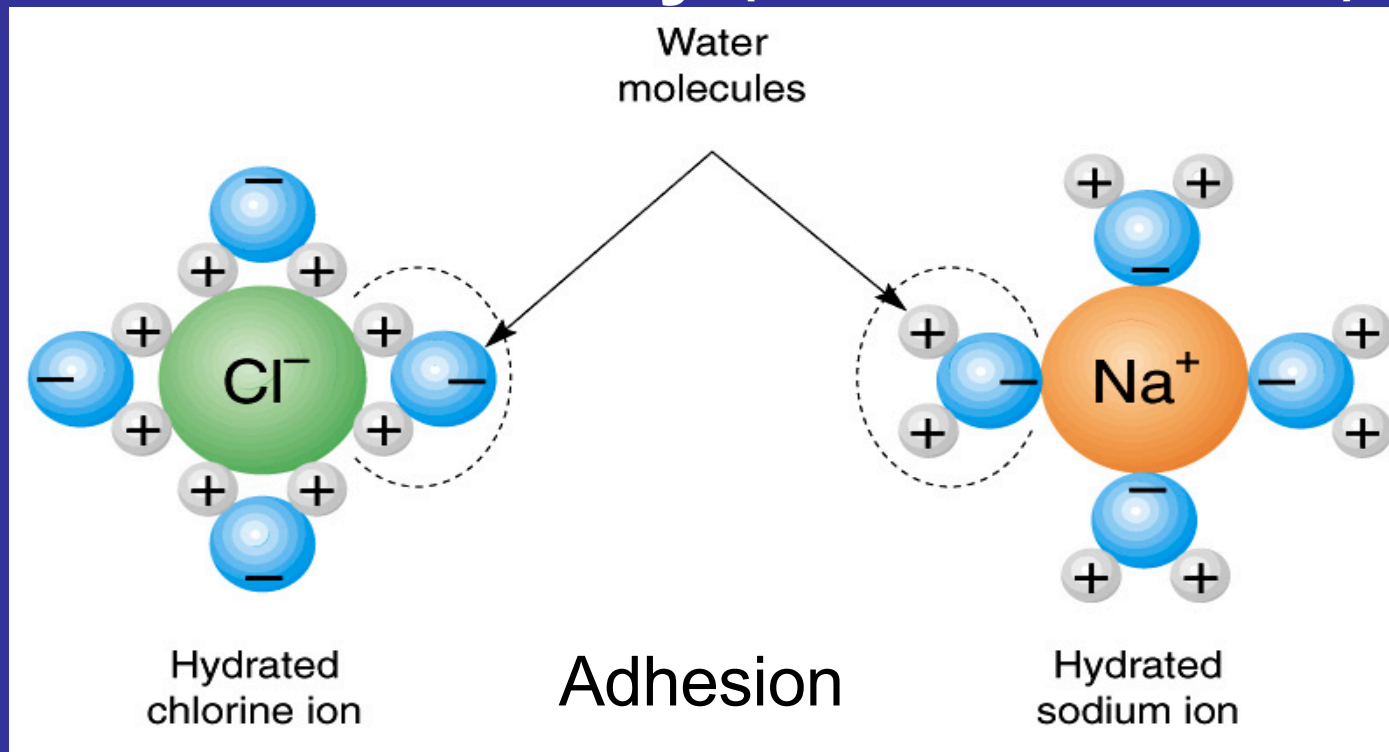 Water
molecules
−
+ +
+ +
− Cl⁻ −
+ +
+ +
−
+ +
−
+ +
− Na⁺ −
+ +
−
+ +
Hydrated
chlorine ion
Adhesion
Hydrated
sodium ion